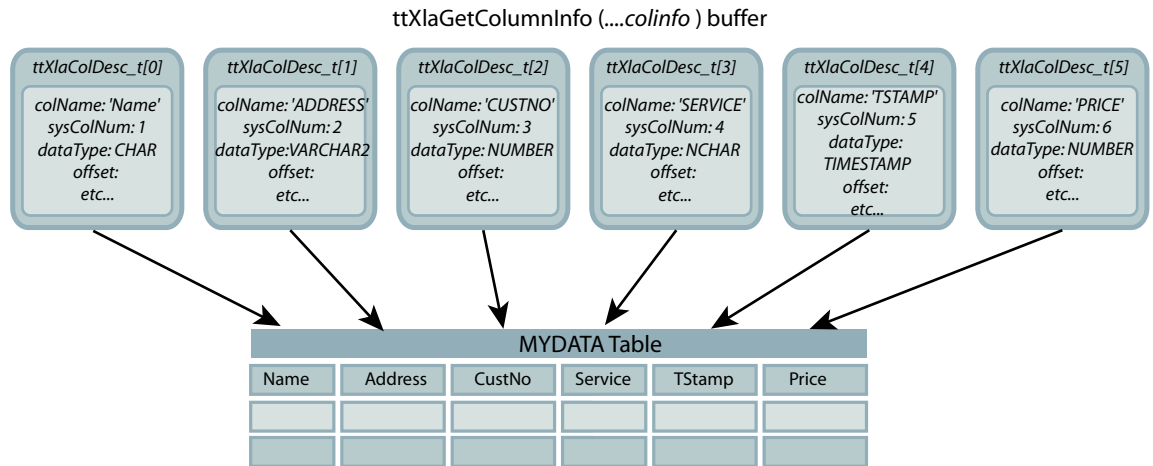 ttXlaGetColumnInfo (....colinfo ) buffer
ttXlaColDesc_t[0]
colName: 'Name'
sysColNum: 1
dataType: CHAR
offset:
etc...
ttXlaColDesc_t[1]
colName: 'ADDRESS'
sysColNum: 2
dataType:VARCHAR2
offset:
etc...
ttXlaColDesc_t[2]
colName: 'CUSTNO'
sysColNum: 3
dataType: NUMBER
offset:
etc...
ttXlaColDesc_t[3]
colName: 'SERVICE'
sysColNum: 4
dataType: NCHAR
offset:
etc...
ttXlaColDesc_t[4]
colName: 'TSTAMP'
sysColNum: 5
dataType:
TIMESTAMP
offset:
etc...
ttXlaColDesc_t[5]
colName: 'PRICE'
sysColNum: 6
dataType: NUMBER
offset:
etc...
MYDATA Table
Name Address CustNo Service TStamp Price